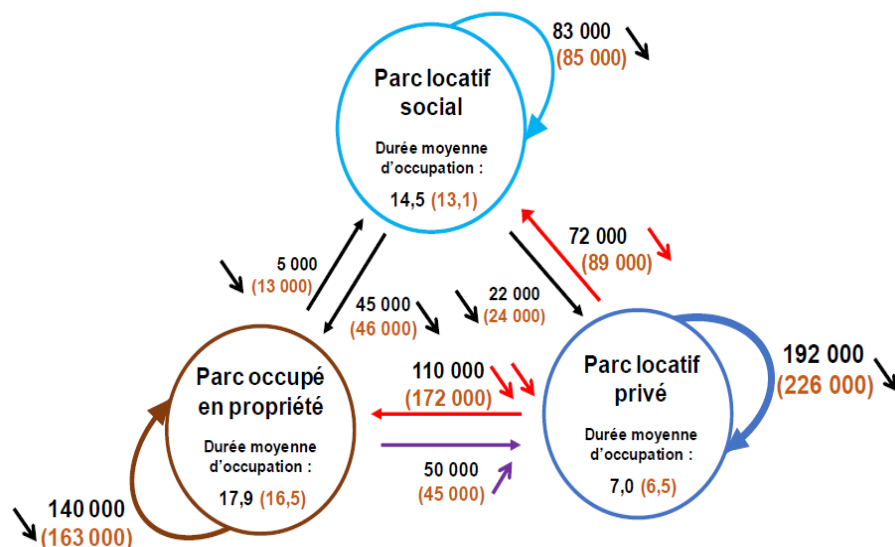 83 000
(85 000)
Parc locatif
social
Durée moyenne
d'occupation :
14,5 (13,1)
72 000
(89 000)
5 000
(13 000)
45 000
(46 000)
22 000
(24 000)
Parc occupé
en propriété
Durée moyenne
d'occupation :
17,9 (16,5)
110 000
(172 000)
50 000
(45 000)
Parc locatif
privé
Durée moyenne
d'occupation :
7,0 (6,5)
192 000
(226 000)
140 000
(163 000)